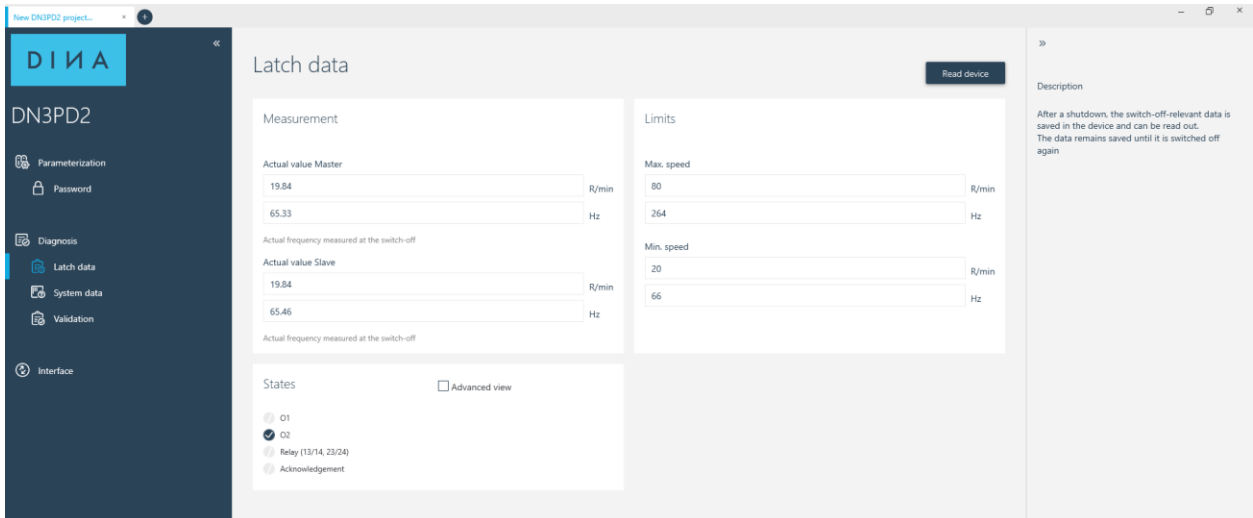 New DN3PD2 project...
DINA
DN3PD2
Parameterization
Password
Diagnosis
Latch data
System data
Validation
Interface
Latch data
Read device
Measurement
Actual value Master
19.84 R/min
65.33 Hz
Actual frequency measured at the switch-off
Actual value Slave
19.84 R/min
65.46 Hz
Actual frequency measured at the switch-off
Limits
Max. speed
80 R/min
264 Hz
Min. speed
20 R/min
66 Hz
States
Advanced view
O1
O2
Relay (13/14, 23/24)
Acknowledgement
Description
After a shutdown, the switch-off-relevant data is
saved in the device and can be read out.
The data remains saved until it is switched off
again